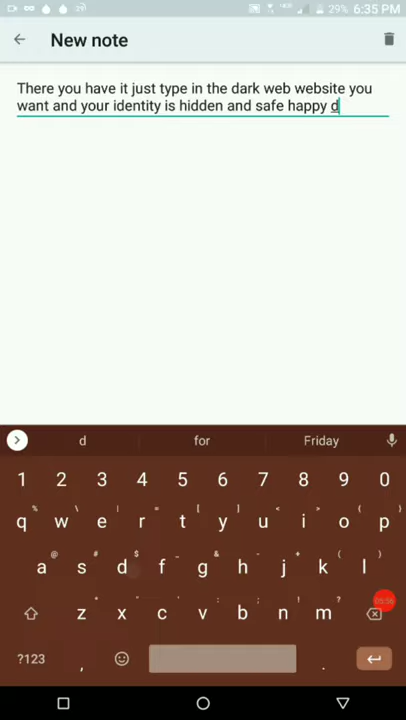 29% 6:35 PM
New note
There you have it just type in the dark web website you
want and your identity is hidden and safe happy d
d for Friday
1 2 3 4 5 6 7 8 9 0
% \ | = [ ] < > { }
q w e r t y u i o p
@ # $ _ & - + ( )
a s d f g h j k l
* " ' : ; ! ?
z x c v b n m
?123 , .